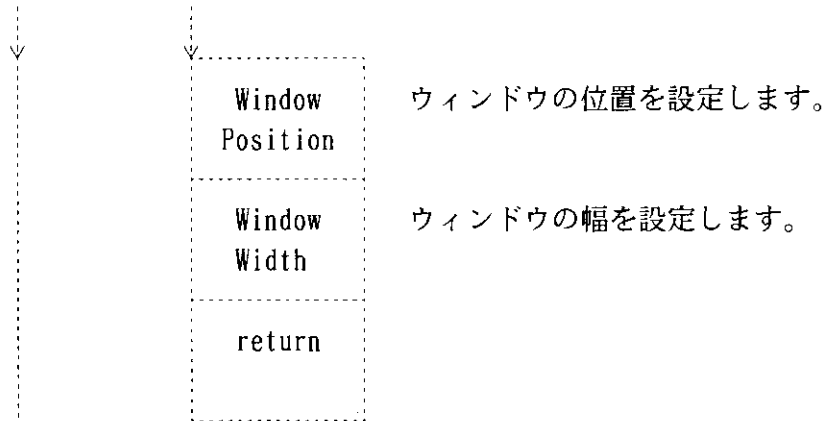 Window ウィンドウの位置を設定します。
Position
Window ウィンドウの幅を設定します。
Width
return